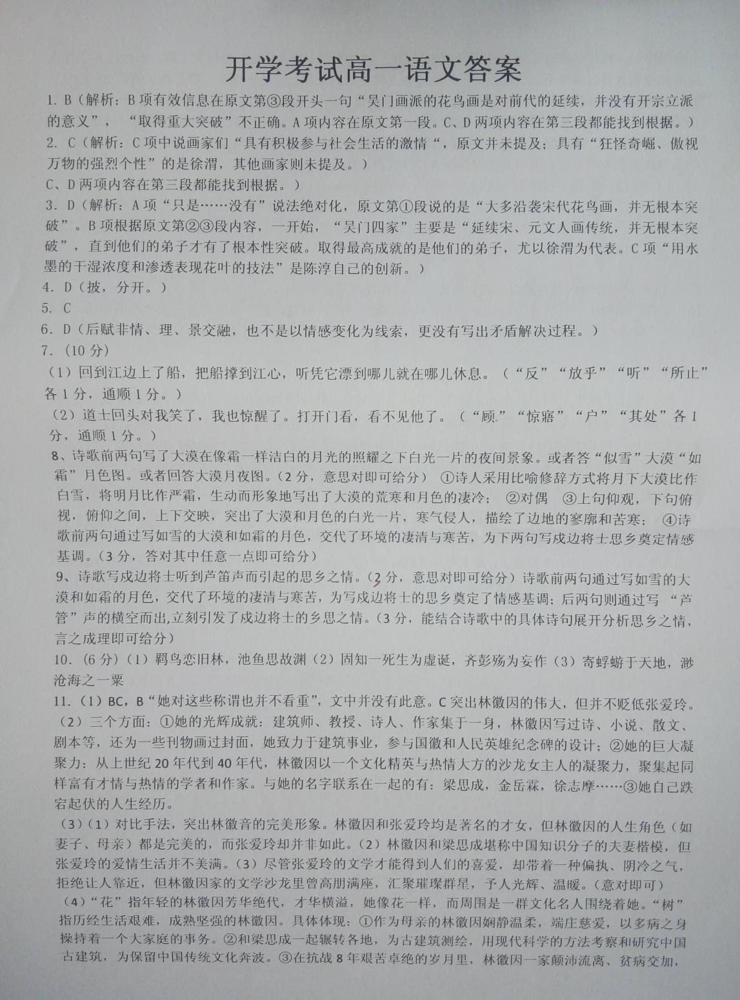 开学考试高一语文答案
1. B（解析：B 项有效信息在原文第③段开头一句“吴门画派的花鸟画是对前代的延续，并没有开宗立派
的意义”， “取得重大突破”不正确。A 项内容在原文第一段。C、D 两项内容在第三段都能找到根据。）
2. C（解析：C 项中说画家们“具有积极参与社会生活的激情“，原文并未提及；具有“狂怪奇崛、傲视
万物的强烈个性”的是徐渭，其他画家则未提及。）
C、D 两项内容在第三段都能找到根据。）
3. D（解析：A 项“只是……没有”说法绝对化，原文第①段说的是“大多沿袭宋代花鸟画，并无根本突
破”。B 项根据原文第②③段内容，一开始，“吴门四家”主要是“延续宋、元文人画传统，并无根本突
破”，直到他们的弟子才有了根本性突破。取得最高成就的是他们的弟子，尤以徐渭为代表。C 项“用水
墨的干湿浓度和渗透表现花叶的技法”是陈淳自己的创新。）
4. D（披，分开。）
5. C
6. D（后赋非情、理、景交融，也不是以情感变化为线索，更没有写出矛盾解决过程。）
7. (10 分)
（1）回到江边上了船，把船撑到江心，听凭它漂到哪儿就在哪儿休息。（“反”“放乎”“听”“所止”
各 1 分，通顺 1 分。）
（2）道士回头对我笑了，我也惊醒了。打开门看，看不见他了。（“顾.”“惊寤”“户”“其处”各 1
分，通顺 1 分。）
8、诗歌前两句写了大漠在像霜一样洁白的月光的照耀之下白光一片的夜间景象。或者答“似雪”大漠“如
霜”月色图。或者回答大漠月夜图。（2 分，意思对即可给分） ①诗人采用比喻修辞方式将月下大漠比作
白雪，将明月比作严霜，生动而形象地写出了大漠的荒寒和月色的凄冷； ②对偶 ③上句仰观，下句俯
视，俯仰之间，上下交映，突出了大漠和月色的白光一片，寒气侵人，描绘了边地的寥廓和苦寒； ④诗
歌前两句通过写如雪的大漠和如霜的月色，交代了环境的凄清与寒苦，为下两句写戍边将士思乡奠定情感
基调。（3 分，答对其中任意一点即可给分）
9、诗歌写戍边将士听到芦笛声而引起的思乡之情。（2 分，意思对即可给分）诗歌前两句通过写如雪的大
漠和如霜的月色，交代了环境的凄清与寒苦，为写戍边将士的思乡奠定了情感基调；后两句则通过写 “芦
管”声的横空而出,立刻引发了戍边将士的乡思之情。（3 分，能结合诗歌中的具体诗句展开分析思乡之情，
言之成理即可给分）
10. (6 分)（1）羁鸟恋旧林，池鱼思故渊（2）固知一死生为虚诞，齐彭殇为妄作（3）寄蜉蝣于天地，渺
沧海之一粟
11.（1）BC，B“她对这些称谓也并不看重”，文中并没有此意。C 突出林徽因的伟大，但并不贬低张爱玲。
（2）三个方面：①她的光辉成就：建筑师、教授、诗人、作家集于一身，林徽因写过诗、小说、散文、
剧本等，还为一些刊物画过封面，她致力于建筑事业，参与国徽和人民英雄纪念碑的设计；②她的巨大凝
聚力：从上世纪 20 年代到 40 年代，林徽因以一个文化精英与热情大方的沙龙女主人的凝聚力，聚集起同
样富有才情与热情的学者和作家。与她的名字联系在一起的有：梁思成，金岳霖，徐志摩……③她自己跌
宕起伏的人生经历。
（3）（1）对比手法，突出林徽音的完美形象。林徽因和张爱玲均是著名的才女，但林徽因的人生角色（如
妻子、母亲）都是完美的，而张爱玲却并非如此。（2）林徽因和梁思成堪称中国知识分子的夫妻楷模，但
张爱玲的爱情生活并不美满。（3）尽管张爱玲的文学才能得到人们的喜爱，却带着一种偏执、阴冷之气，
拒绝让人靠近，但林徽因家的文学沙龙里曾高朋满座，汇聚璀璨群星，予人光辉、温暖。（意对即可）
（4）“花”指年轻的林徽因芳华绝代，才华横溢，她像花一样，而周围是一群文化名人围绕着她。“树”
指历经生活艰难，成熟坚强的林徽因。具体体现：①作为母亲的林徽因娴静温柔，端庄慈爱，以多病之身
操持着一个大家庭的事务。②和梁思成一起辗转各地，为古建筑测绘，用现代科学的方法考察和研究中国
古建筑，为保留中国传统文化奔波。③在抗战 8 年艰苦卓绝的岁月里，林徽因一家颠沛流离、贫病交加，